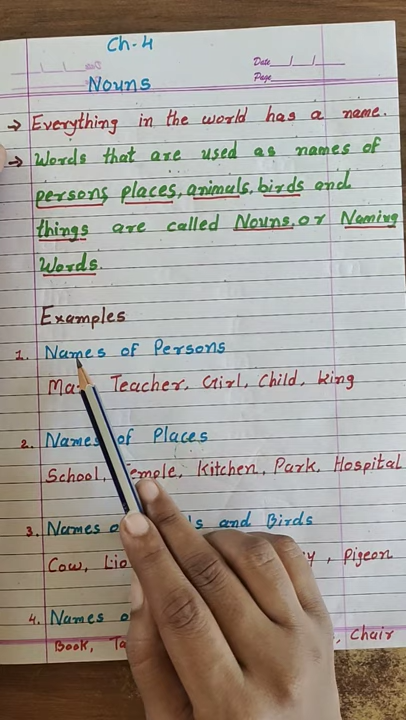 Ch-4
Date / /
Page
Nouns
→ Everything in the world has a name.
→ Words that are used as names of
persons places, animals, birds and
things are called Nouns or Naming
Words.
Examples
1. Names of Persons
Teacher, Girl, Child, King
2. Names of Places
School, Temple, Kitchen, Park, Hospital
3. Names and Birds
Cow, Pigeon
4. Names
Book, Chair